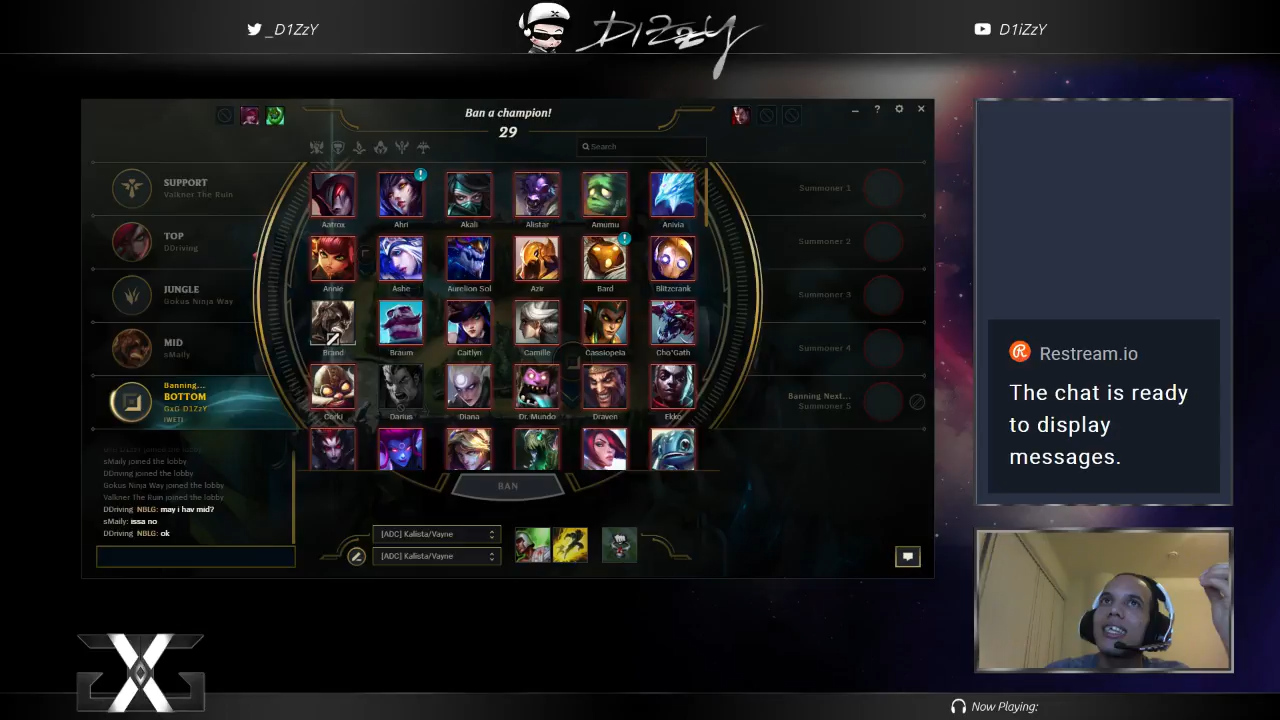 _D1ZzY
DIZzy
D1iZzY
Ban a champion!
29
Search
SUPPORT
Valkner The Ruin
TOP
DDriving
JUNGLE
Gokus Ninja Way
MID
sMaily
Banning...
BOTTOM
GxG D1ZzY
(WET)
Aatrox
Ahri
Akali
Alistar
Amumu
Anivia
Annie
Ashe
Aurelion Sol
Azir
Bard
Blitzcrank
Brand
Braum
Caitlyn
Camille
Cassiopeia
Cho'Gath
Corki
Darius
Diana
Dr. Mundo
Draven
Ekko
Summoner 1
Summoner 2
Summoner 3
Summoner 4
Banning Next...
Summoner 5
BAN
joined the lobby
sMaily joined the lobby
DDriving joined the lobby
Gokus Ninja Way joined the lobby
Valkner The Ruin joined the lobby
DDriving NBLG: may i hav mid?
sMaily: issa no
DDriving NBLG: ok
[ADC] Kalista/Vayne
[ADC] Kalista/Vayne
Restream.io
The chat is ready
to display
messages.
Now Playing: